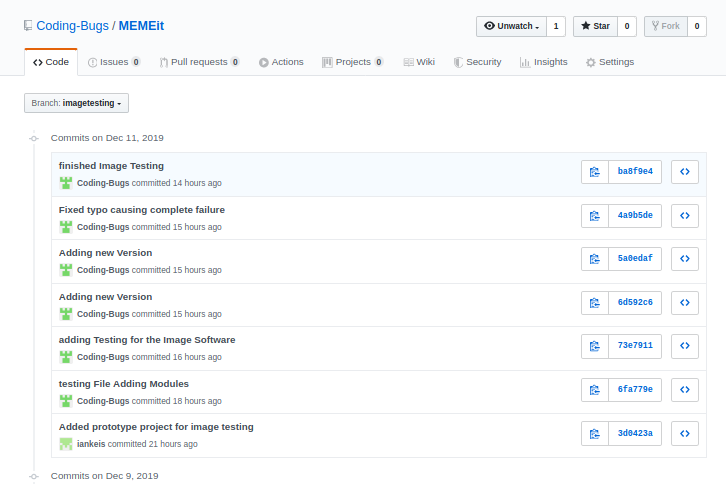 Coding-Bugs / MEMEit
Unwatch 1 Star 0 Fork 0
Code Issues 0 Pull requests 0 Actions Projects 0 Wiki Security Insights Settings
Branch: imagetesting
Commits on Dec 11, 2019
finished Image Testing
Coding-Bugs committed 14 hours ago
ba8f9e4
Fixed typo causing complete failure
Coding-Bugs committed 15 hours ago
4a9b5de
Adding new Version
Coding-Bugs committed 15 hours ago
5a0edaf
Adding new Version
Coding-Bugs committed 15 hours ago
6d592c6
adding Testing for the Image Software
Coding-Bugs committed 16 hours ago
73e7911
testing File Adding Modules
Coding-Bugs committed 18 hours ago
6fa779e
Added prototype project for image testing
iankeis committed 21 hours ago
3d0423a
Commits on Dec 9, 2019